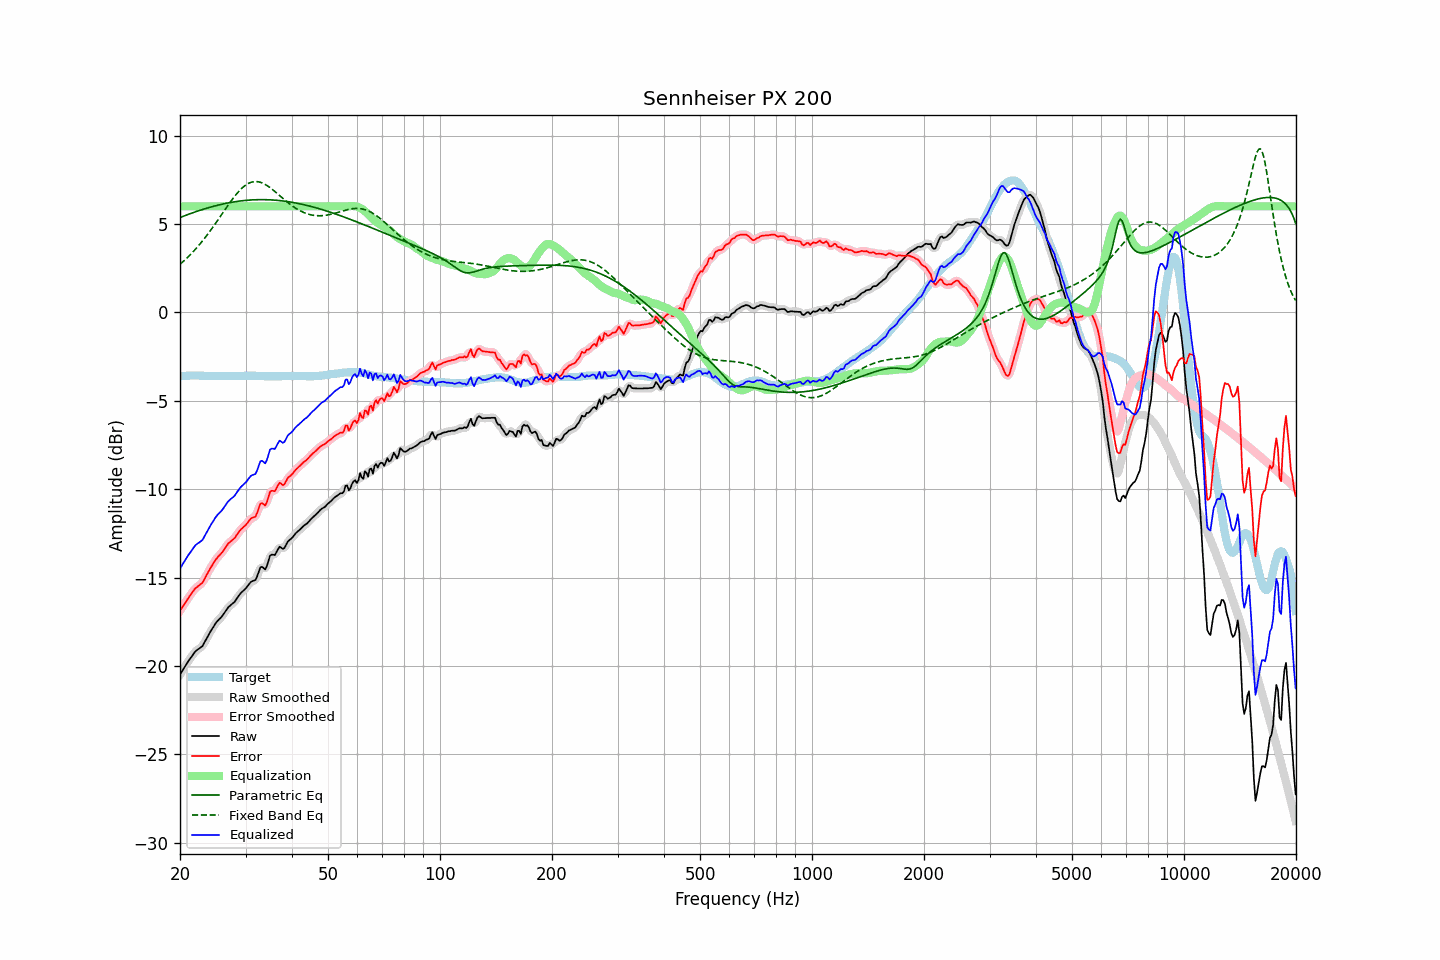 Sennheiser PX 200
Amplitude (dBr)
10
5
0
−5
−10
−15
−20
−25
−30
Target
Raw Smoothed
Error Smoothed
Raw
Error
Equalization
Parametric Eq
Fixed Band Eq
Equalized
20 50 100 200 500 1000 2000 5000 10000 20000
Frequency (Hz)